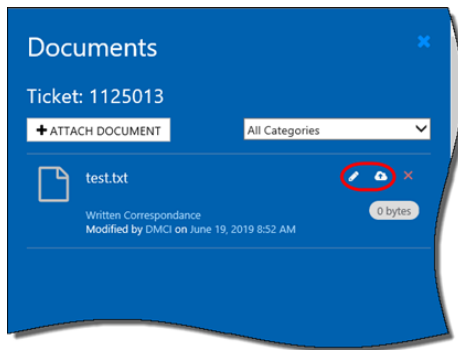 Documents
Ticket: 1125013
+ ATTACH DOCUMENT
All Categories
test.txt
Written Correspondance
0 bytes
Modified by DMCI on June 19, 2019 8:52 AM